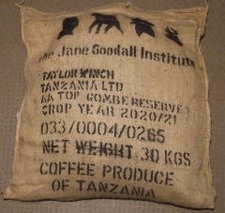 The Jane Goodall Institute
TAYLOR WINCH
TANZANIA LTD
AA TOP GOMBE RESERVE
CROP YEAR 2020/21
033/0004/0265
NET WEIGHT 30 KGS
COFFEE PRODUCE
OF TANZANIA